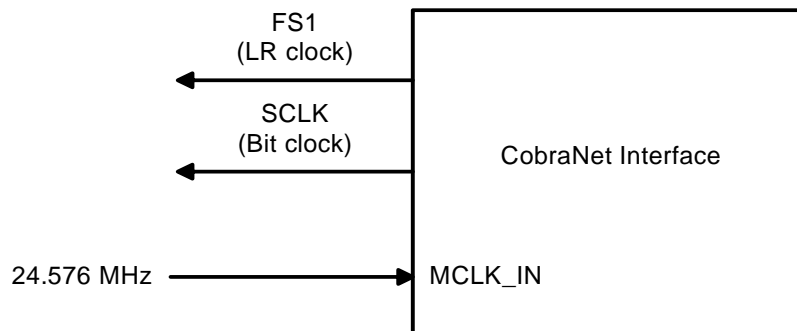 FS1
(LR clock)
SCLK
(Bit clock)
CobraNet Interface
24.576 MHz
MCLK_IN